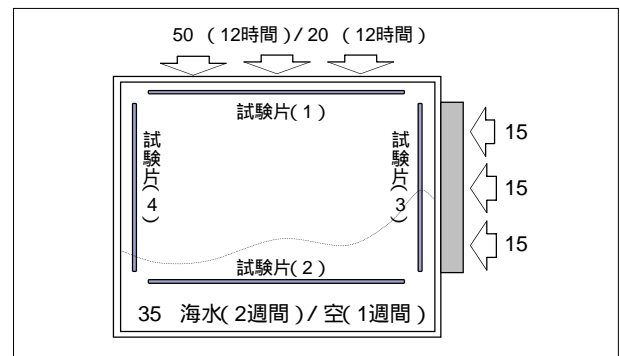 50 (12時間)/20 (12時間)
試験片(1)
15
試験片(4)
試験片(3)
15
15
試験片(2)
35 海水(2週間)/空(1週間)